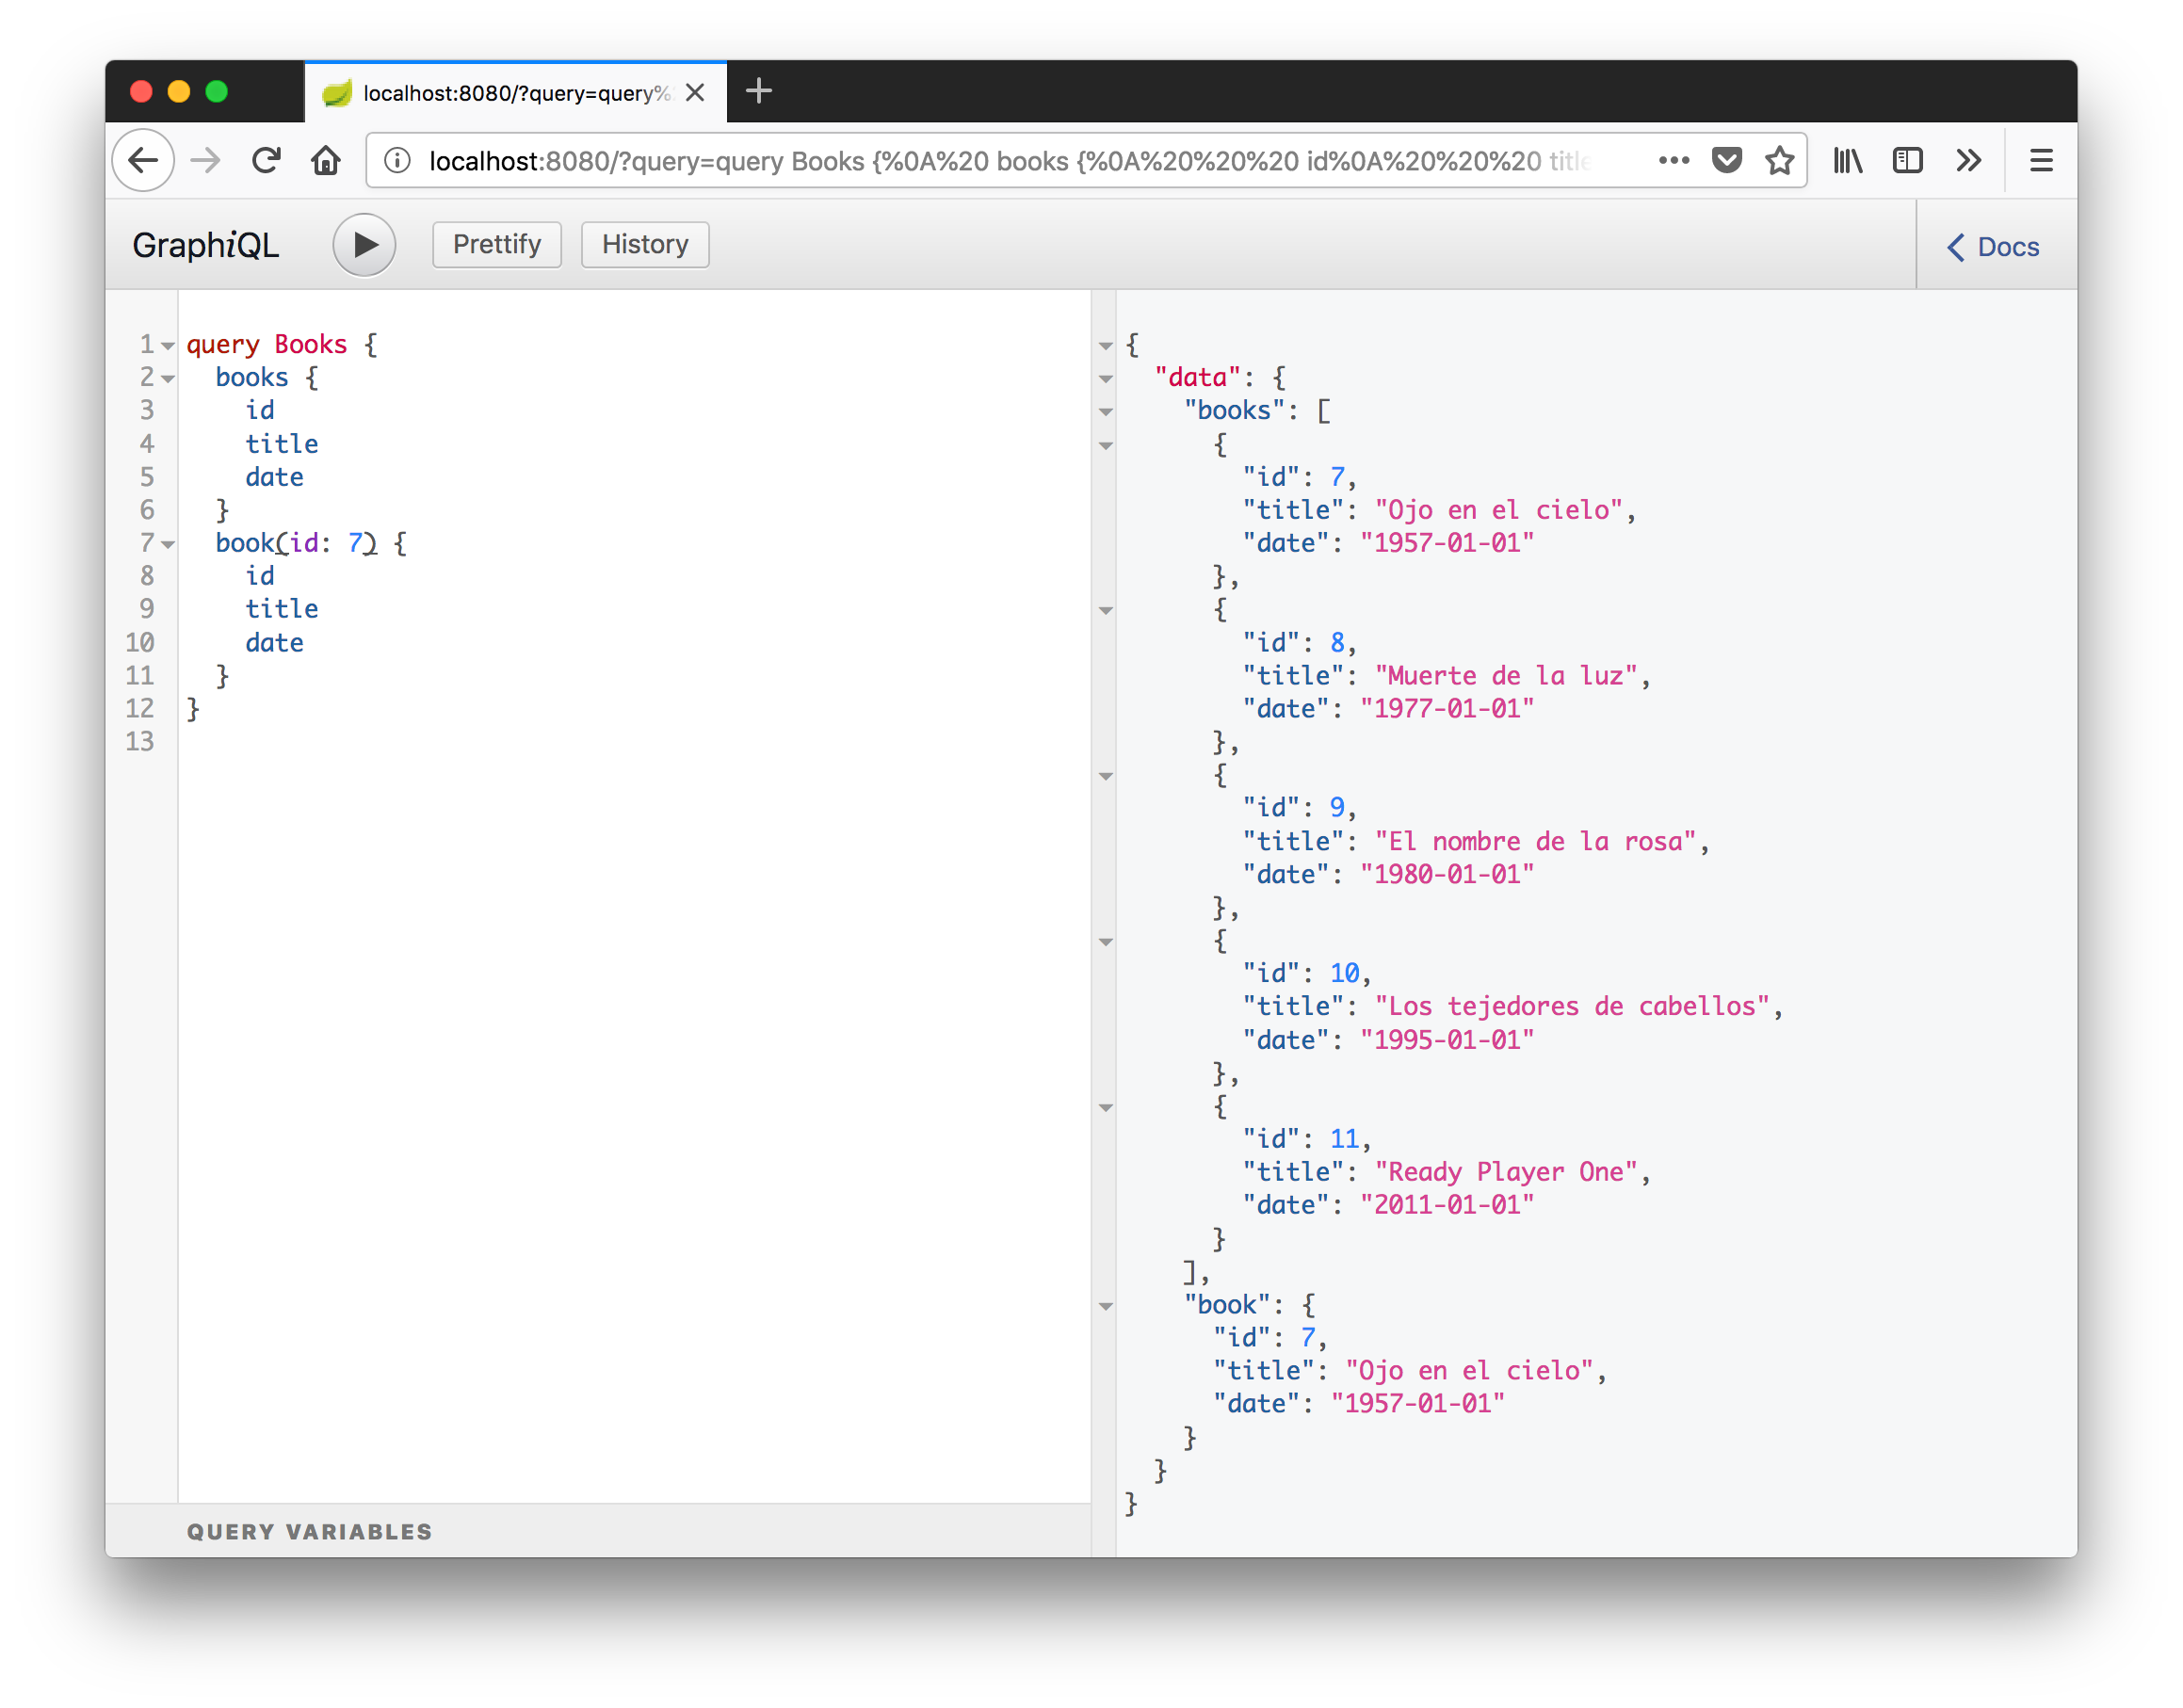 localhost:8080/?query=query%
localhost:8080/?query=query Books {%0A%20 books {%0A%20%20%20 id%0A%20%20%20 title
GraphiQL
Prettify
History
Docs
1 query Books {
2 books {
3 id
4 title
5 date
6 }
7 book(id: 7) {
8 id
9 title
10 date
11 }
12 }
13
QUERY VARIABLES
{
"data": {
"books": [
{
"id": 7,
"title": "Ojo en el cielo",
"date": "1957-01-01"
},
{
"id": 8,
"title": "Muerte de la luz",
"date": "1977-01-01"
},
{
"id": 9,
"title": "El nombre de la rosa",
"date": "1980-01-01"
},
{
"id": 10,
"title": "Los tejedores de cabellos",
"date": "1995-01-01"
},
{
"id": 11,
"title": "Ready Player One",
"date": "2011-01-01"
}
],
"book": {
"id": 7,
"title": "Ojo en el cielo",
"date": "1957-01-01"
}
}
}